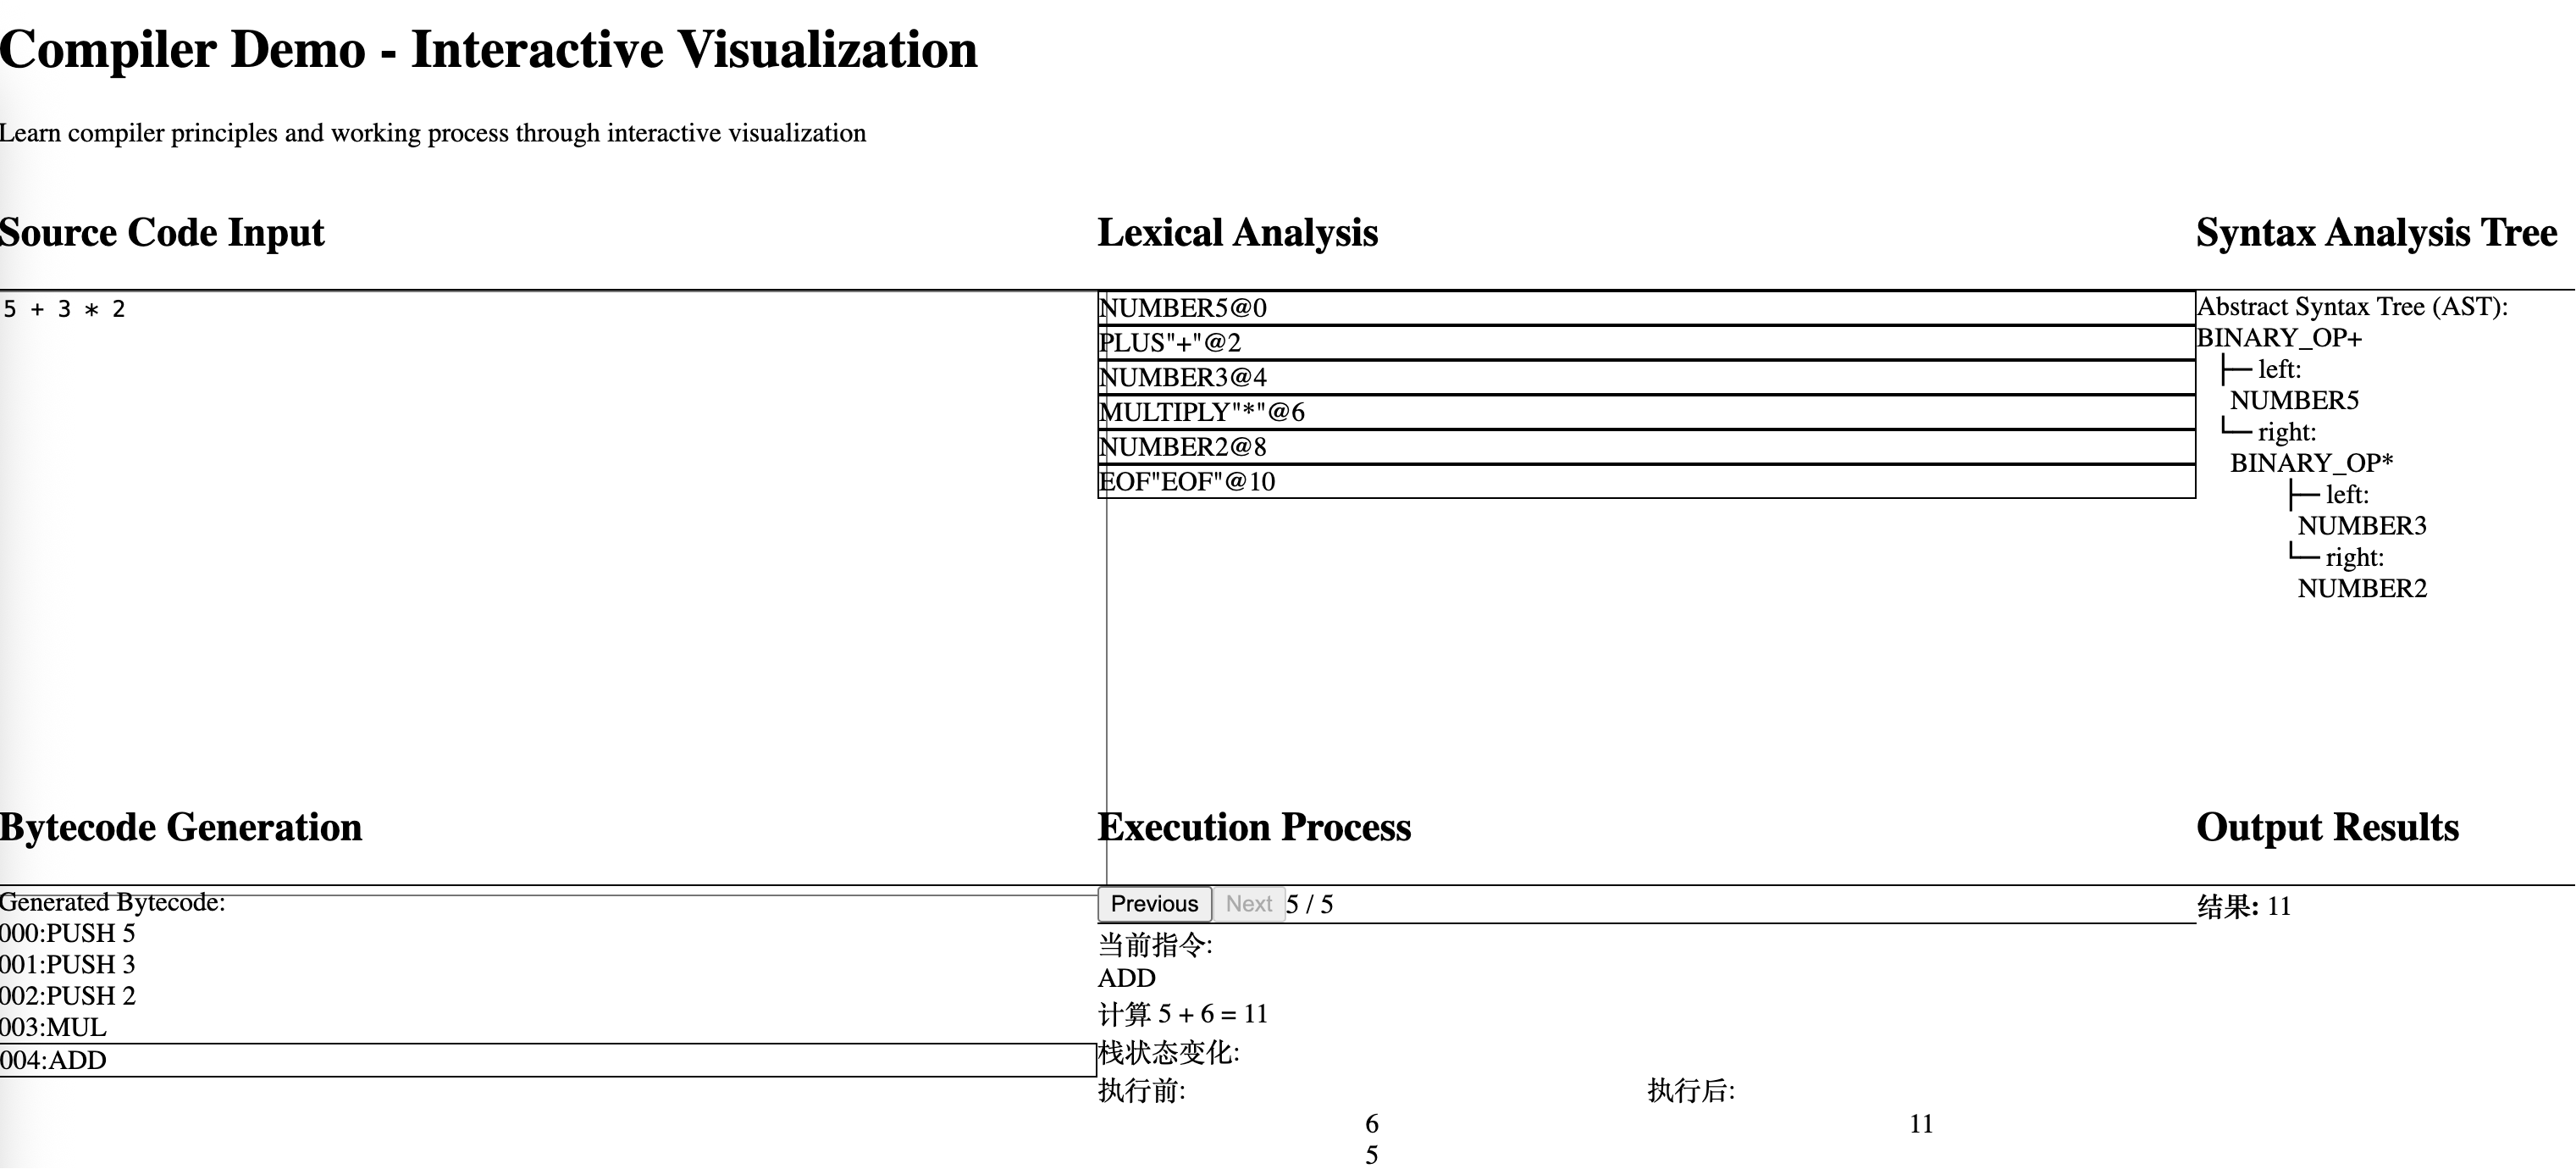 Compiler Demo - Interactive Visualization
Learn compiler principles and working process through interactive visualization
Source Code Input
5 + 3 * 2
Lexical Analysis
NUMBER5@0
PLUS"+"@2
NUMBER3@4
MULTIPLY"*"@6
NUMBER2@8
EOF"EOF"@10
Syntax Analysis Tree
Abstract Syntax Tree (AST):
BINARY_OP+
├─ left:
NUMBER5
└─ right:
BINARY_OP*
├─ left:
NUMBER3
└─ right:
NUMBER2
Bytecode Generation
Generated Bytecode:
000:PUSH 5
001:PUSH 3
002:PUSH 2
003:MUL
004:ADD
Execution Process
Previous Next 5 / 5
当前指令:
ADD
计算 5 + 6 = 11
栈状态变化:
执行前: 执行后:
6 11
5
Output Results
结果: 11